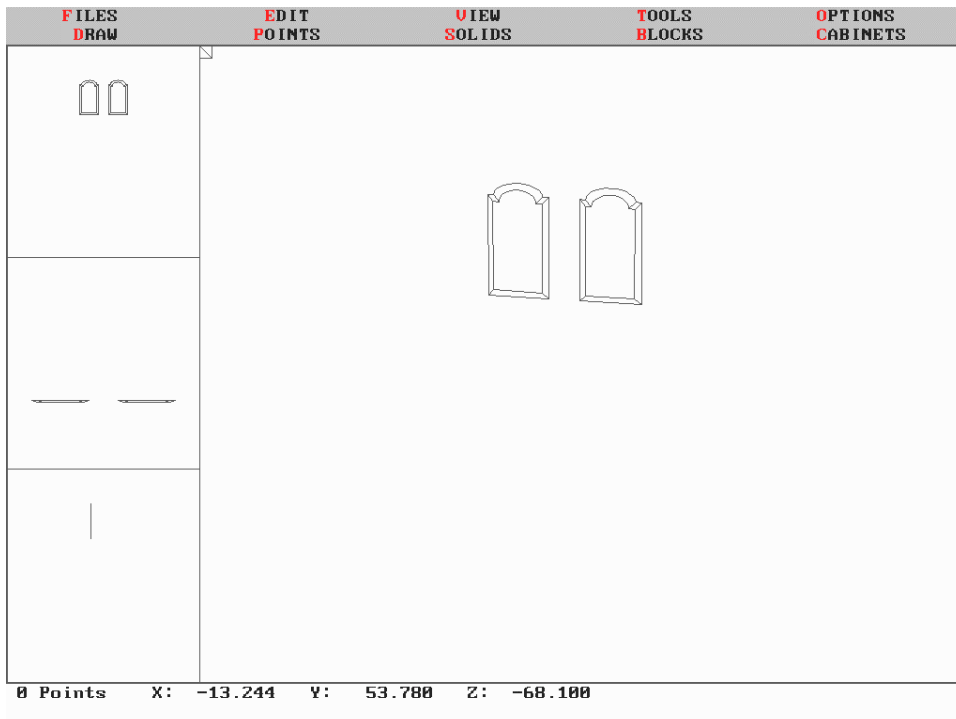 FILES EDIT VIEW TOOLS OPTIONS
DRAW POINTS SOLIDS BLOCKS CABINETS
0 Points X: -13.244 Y: 53.780 Z: -68.100